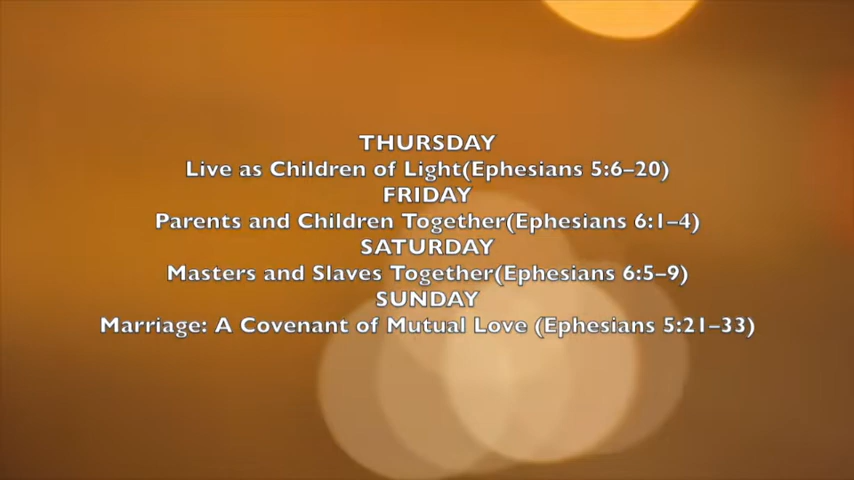 THURSDAY
Live as Children of Light(Ephesians 5:6–20)
FRIDAY
Parents and Children Together(Ephesians 6:1–4)
SATURDAY
Masters and Slaves Together(Ephesians 6:5–9)
SUNDAY
Marriage: A Covenant of Mutual Love (Ephesians 5:21–33)